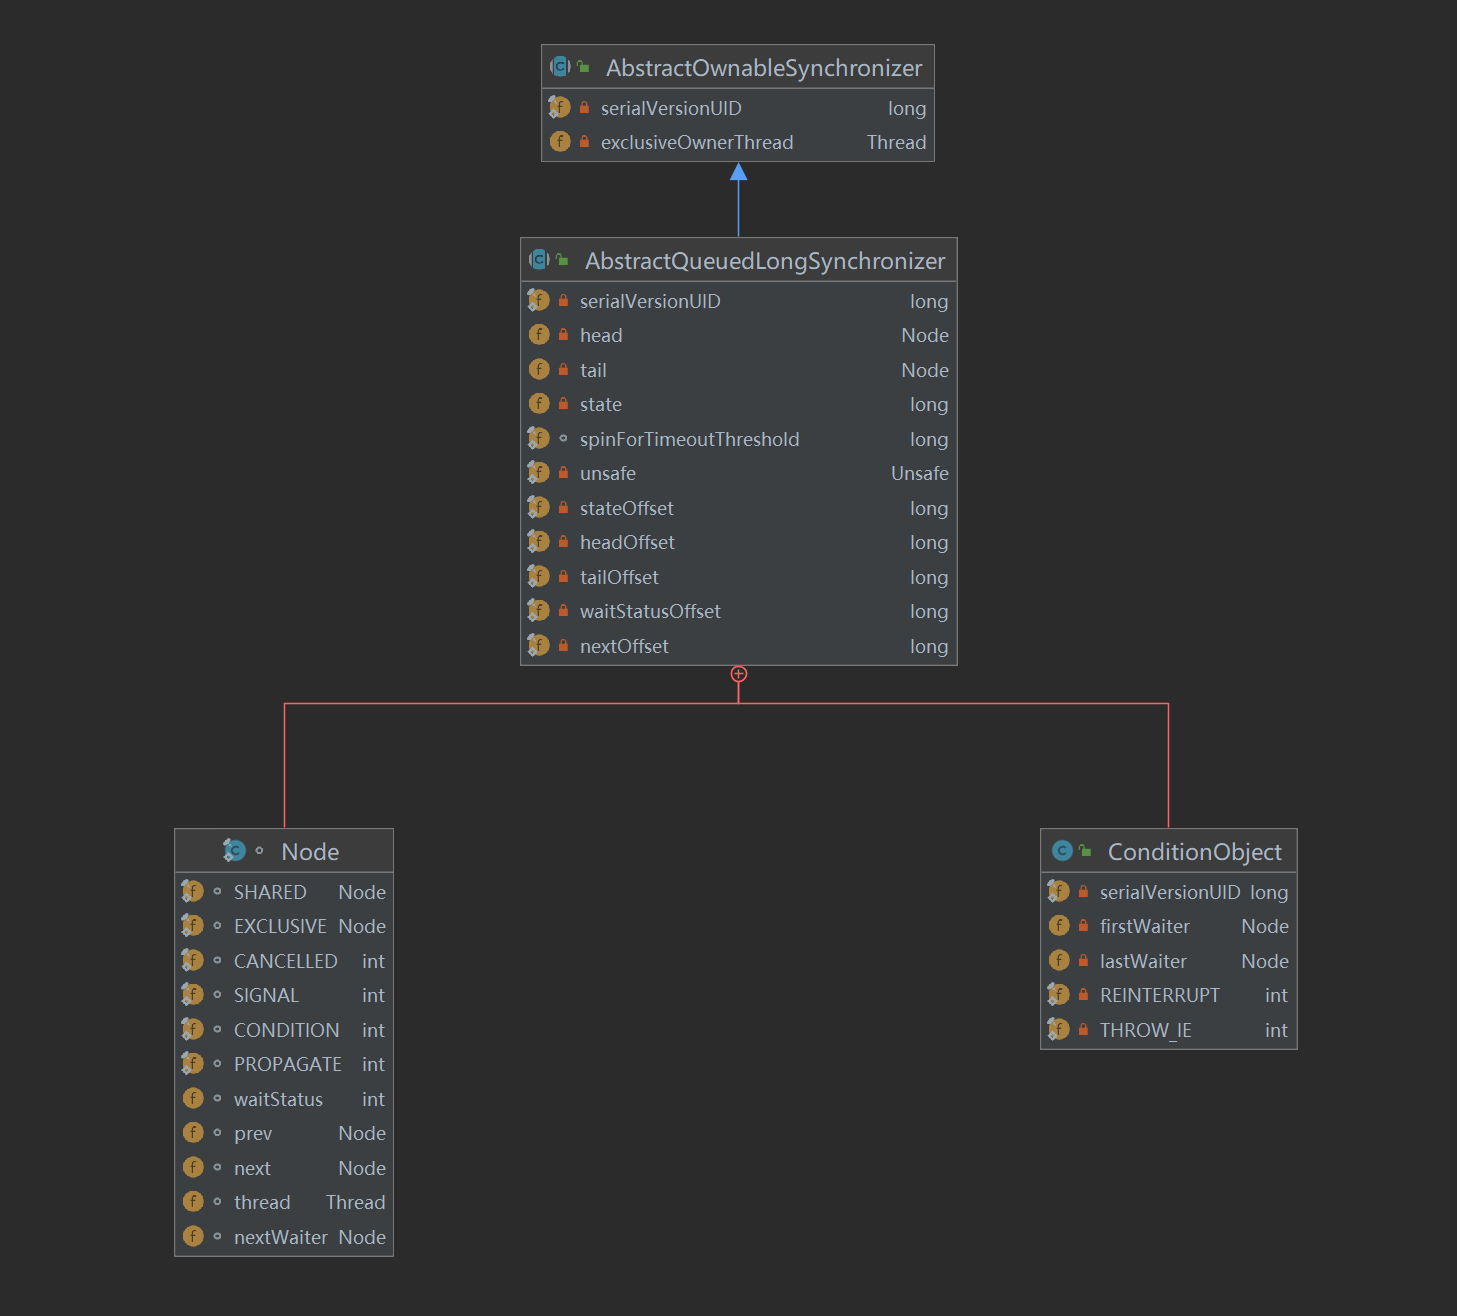 AbstractOwnableSynchronizer
serialVersionUID long
exclusiveOwnerThread Thread
AbstractQueuedLongSynchronizer
serialVersionUID long
head Node
tail Node
state long
spinForTimeoutThreshold long
unsafe Unsafe
stateOffset long
headOffset long
tailOffset long
waitStatusOffset long
nextOffset long
Node
SHARED Node
EXCLUSIVE Node
CANCELLED int
SIGNAL int
CONDITION int
PROPAGATE int
waitStatus int
prev Node
next Node
thread Thread
nextWaiter Node
ConditionObject
serialVersionUID long
firstWaiter Node
lastWaiter Node
REINTERRUPT int
THROW_IE int